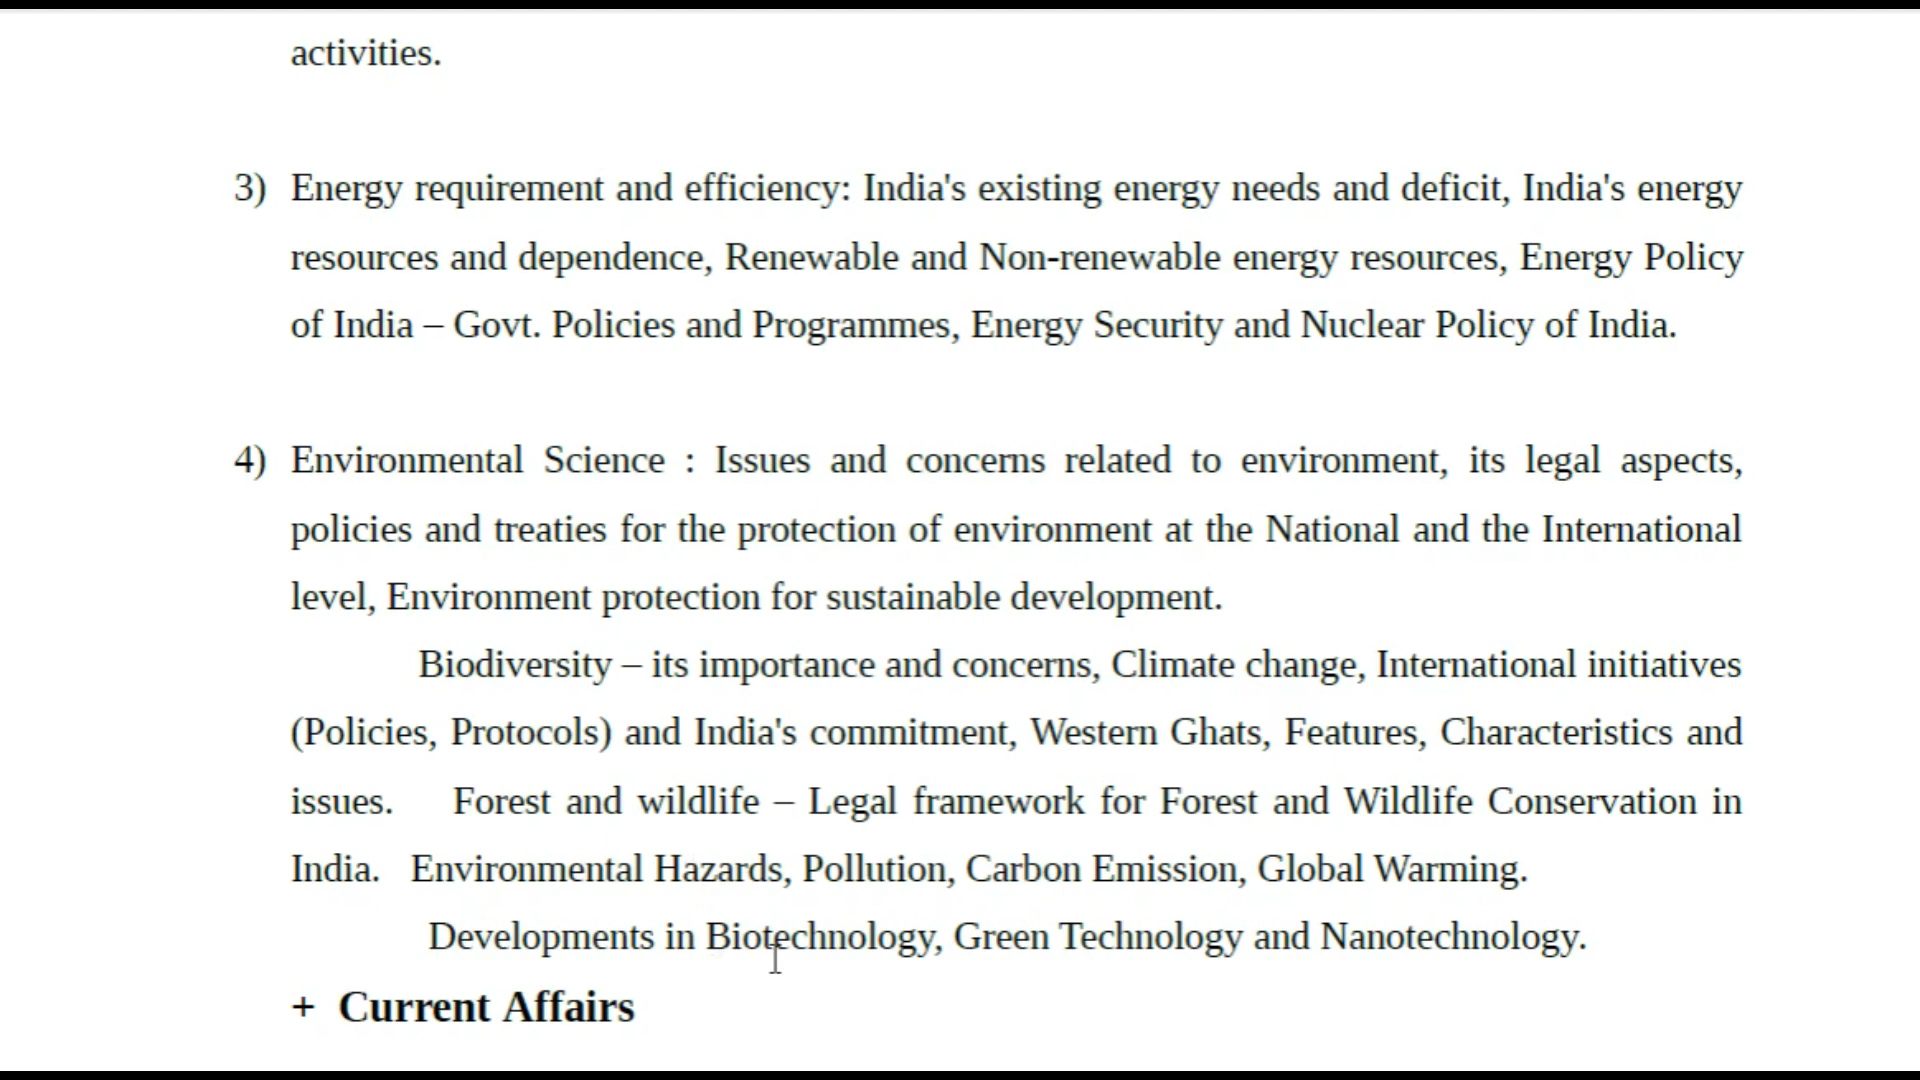 activities.
3) Energy requirement and efficiency: India's existing energy needs and deficit, India's energy
resources and dependence, Renewable and Non-renewable energy resources, Energy Policy
of India – Govt. Policies and Programmes, Energy Security and Nuclear Policy of India.
4) Environmental Science : Issues and concerns related to environment, its legal aspects,
policies and treaties for the protection of environment at the National and the International
level, Environment protection for sustainable development.
Biodiversity – its importance and concerns, Climate change, International initiatives
(Policies, Protocols) and India's commitment, Western Ghats, Features, Characteristics and
issues. Forest and wildlife – Legal framework for Forest and Wildlife Conservation in
India. Environmental Hazards, Pollution, Carbon Emission, Global Warming.
Developments in Biotechnology, Green Technology and Nanotechnology.
+ Current Affairs